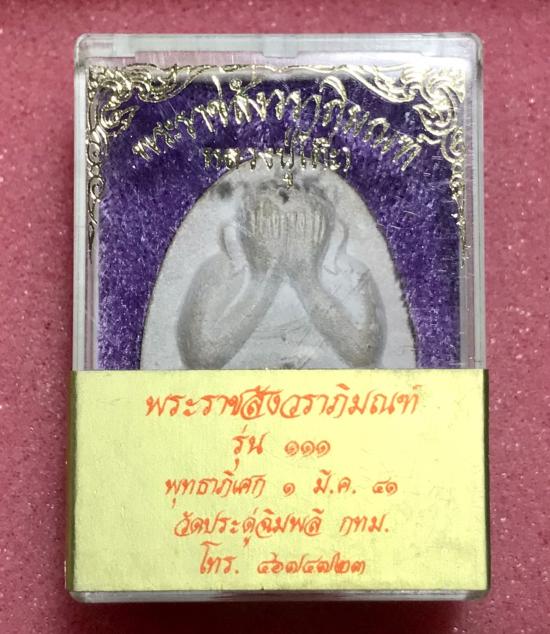 พระราชสังวราภิมณฑ์
(หลวงปู่โต๊ะ)
พระราชสังวราภิมณฑ์
รุ่น ๑๑๑
พุทธาภิเศก ๑ มี.ค. ๔๑
วัดประดู่ฉิมพลี กทม.
โทร. ๔๖๗๔๗๒๓